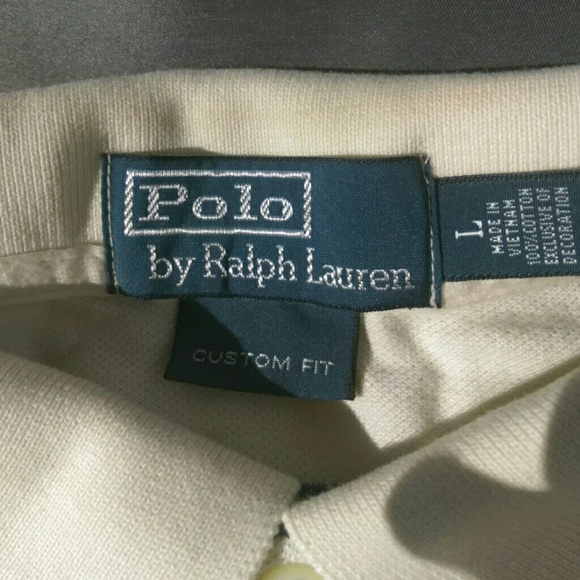 Polo
by Ralph Lauren
CUSTOM FIT
L
MADE IN
VIETNAM
100% COTTON
EXCLUSIVE OF
DECORATION